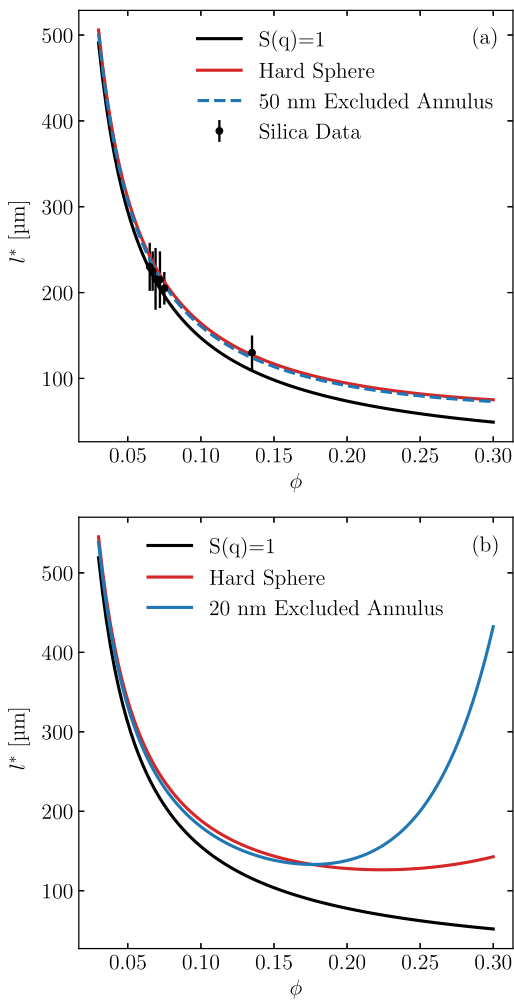 (a)
S(q)=1
Hard Sphere
50 nm Excluded Annulus
Silica Data
500
400
300
200
100
l* [µm]
0.05 0.10 0.15 0.20 0.25 0.30
ϕ
(b)
S(q)=1
Hard Sphere
20 nm Excluded Annulus
500
400
300
200
100
l* [µm]
0.05 0.10 0.15 0.20 0.25 0.30
ϕ